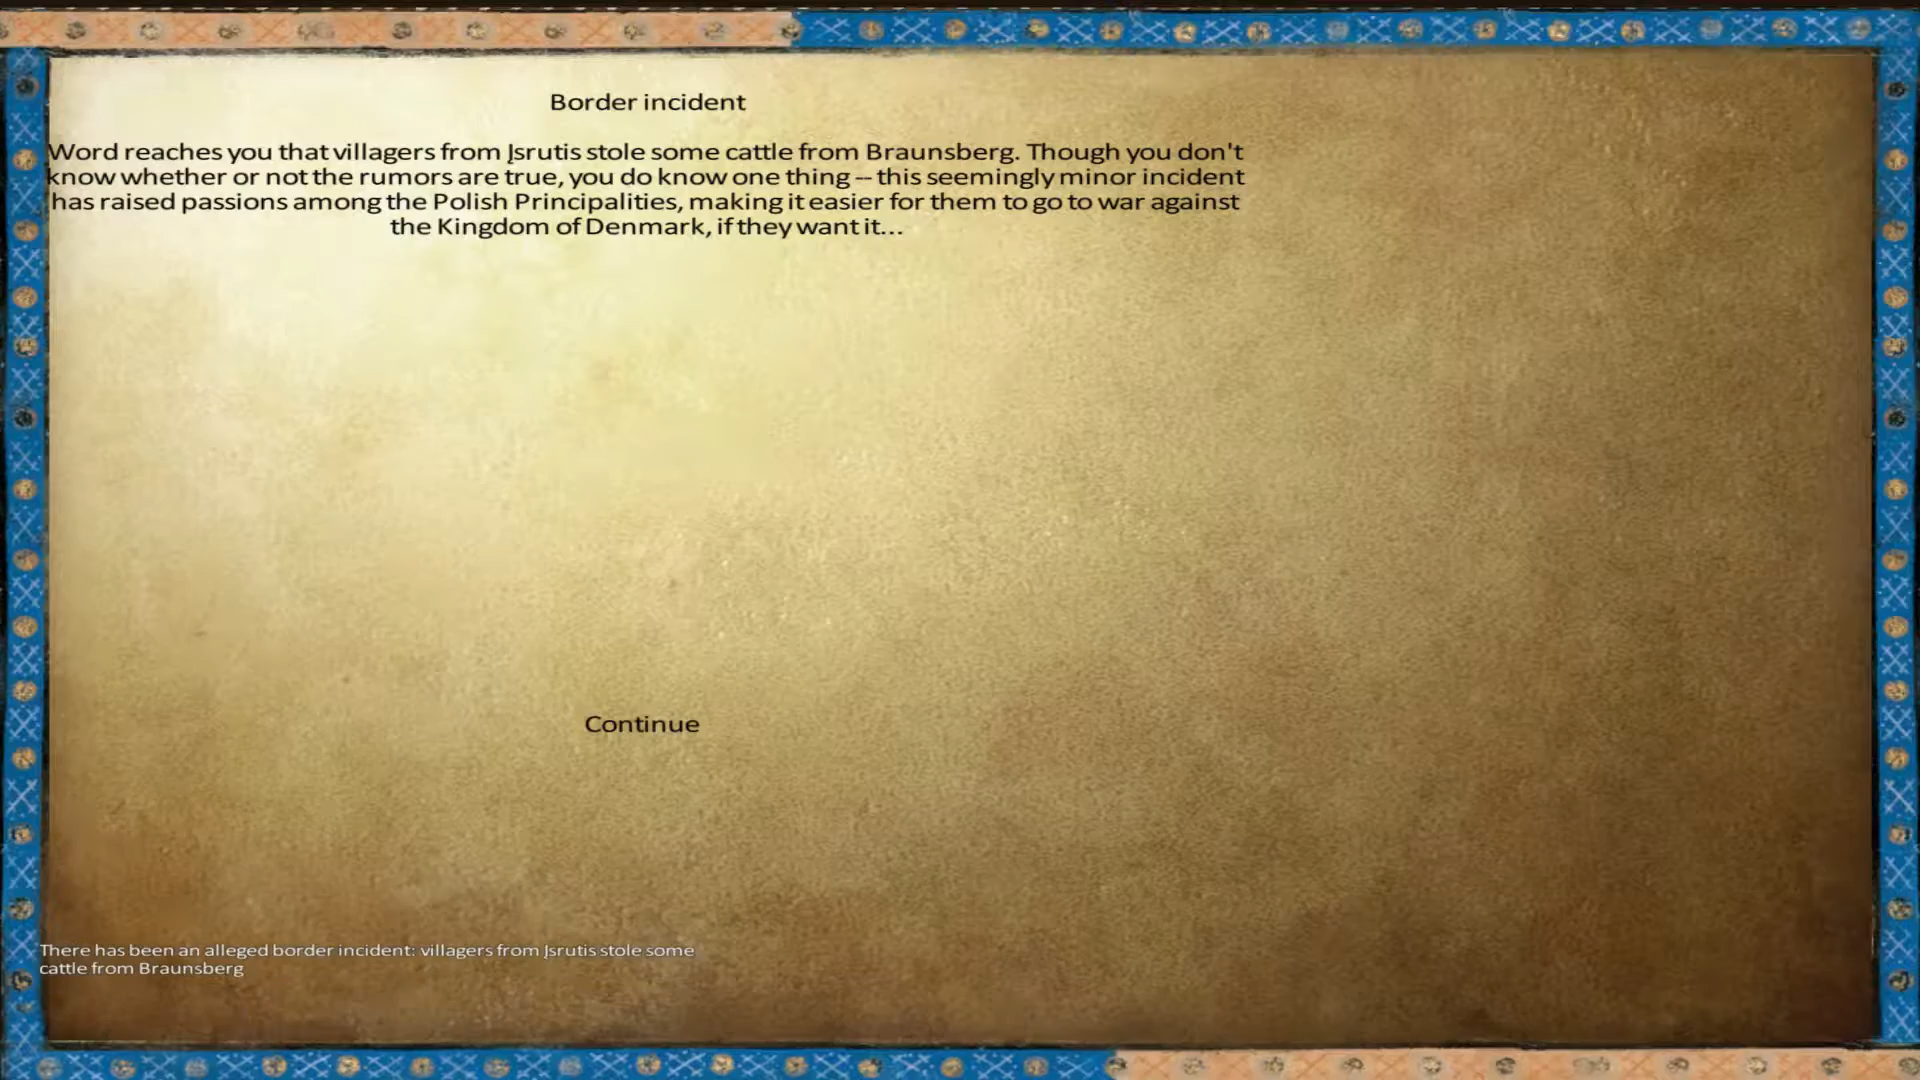 Border incident
Word reaches you that villagers from Įsrutis stole some cattle from Braunsberg. Though you don't
know whether or not the rumors are true, you do know one thing -- this seemingly minor incident
has raised passions among the Polish Principalities, making it easier for them to go to war against
the Kingdom of Denmark, if they want it...
Continue
There has been an alleged border incident: villagers from Įsrutis stole some
cattle from Braunsberg